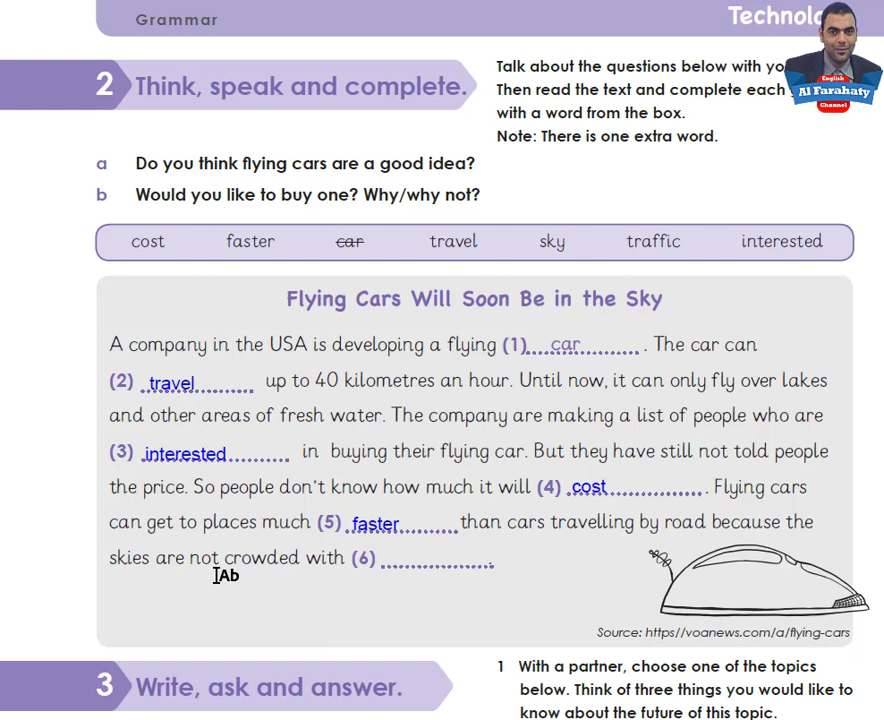 Grammar
Technolo
English
Al Farahaty
Channel
2 Think, speak and complete.
Talk about the questions below with yo
Then read the text and complete each
with a word from the box.
Note: There is one extra word.
a Do you think flying cars are a good idea?
b Would you like to buy one? Why/why not?
cost faster car travel sky traffic interested
Flying Cars Will Soon Be in the Sky
A company in the USA is developing a flying (1) car . The car can
(2) travel up to 40 kilometres an hour. Until now, it can only fly over lakes
and other areas of fresh water. The company are making a list of people who are
(3) interested in buying their flying car. But they have still not told people
the price. So people don't know how much it will (4) cost . Flying cars
can get to places much (5) faster than cars travelling by road because the
skies are not crowded with (6) .
Ab
Source: https://voanews.com/a/flying-cars
3 Write, ask and answer.
1 With a partner, choose one of the topics
below. Think of three things you would like to
know about the future of this topic.